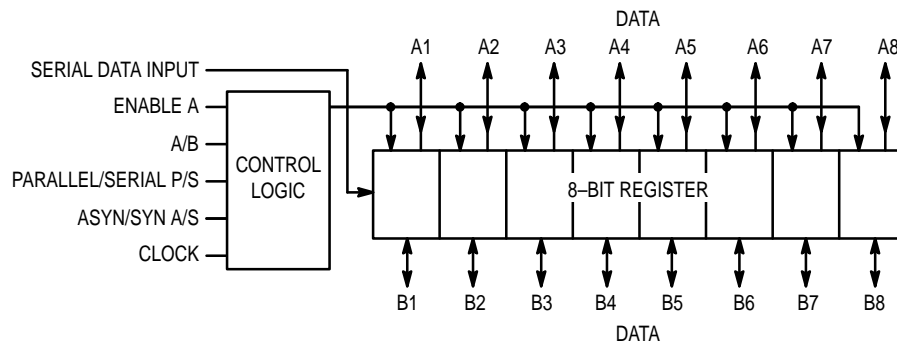 DATA
A1 A2 A3 A4 A5 A6 A7 A8
SERIAL DATA INPUT
ENABLE A
A/B
PARALLEL/SERIAL P/S
ASYN/SYN A/S
CLOCK
CONTROL
LOGIC
8–BIT REGISTER
B1 B2 B3 B4 B5 B6 B7 B8
DATA